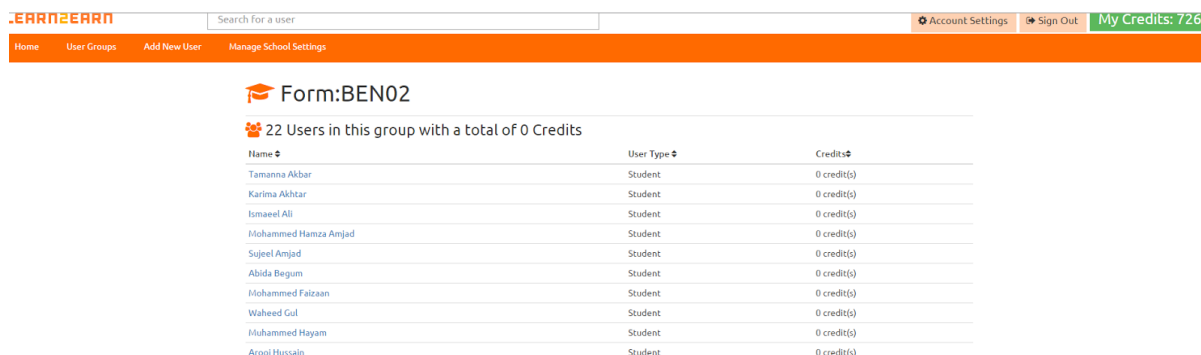 LEARN2EARN Search for a user Account Settings Sign Out My Credits: 726
Home User Groups Add New User Manage School Settings
Form:BEN02
22 Users in this group with a total of 0 Credits
Name User Type Credits
Tamanna Akbar Student 0 credit(s)
Karima Akhtar Student 0 credit(s)
Ismaeel Ali Student 0 credit(s)
Mohammed Hamza Amjad Student 0 credit(s)
Sujeel Amjad Student 0 credit(s)
Abida Begum Student 0 credit(s)
Mohammed Faizaan Student 0 credit(s)
Waheed Gul Student 0 credit(s)
Muhammed Hayam Student 0 credit(s)
Arooj Hussain Student 0 credit(s)